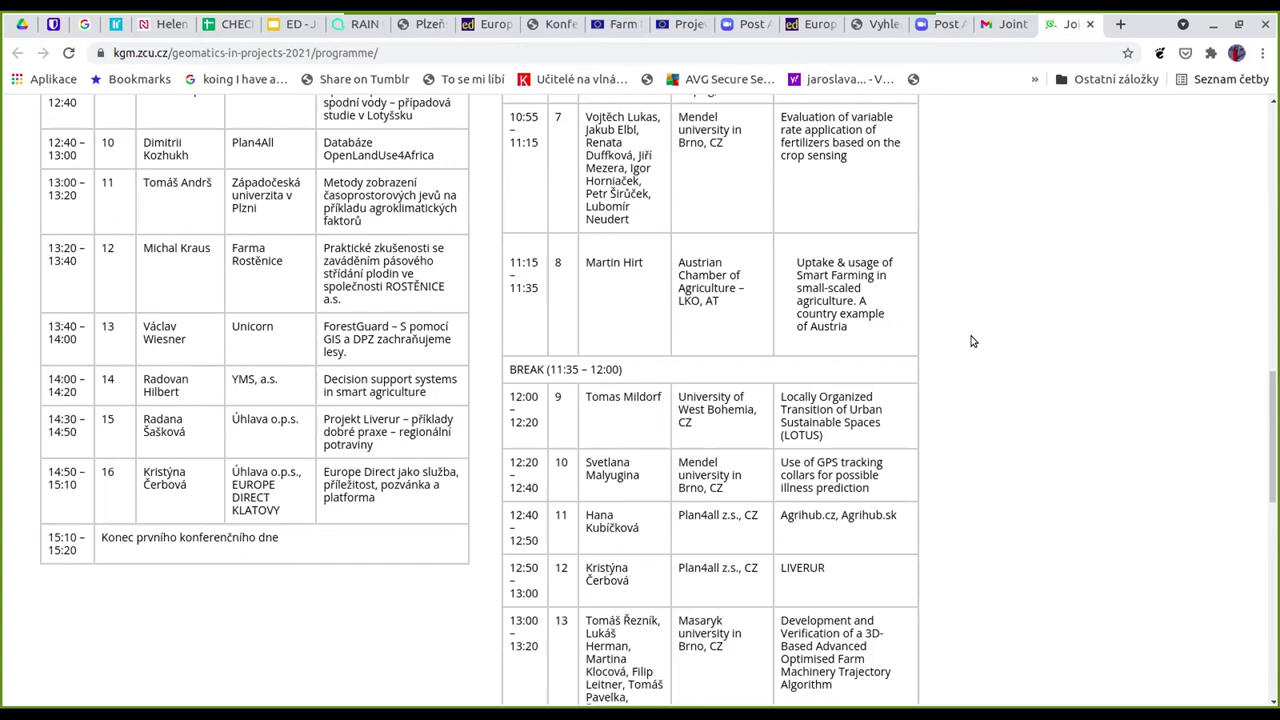 Helen
CHECK
ED - J
RAIN
Plzeň
Europ
Konfe
Farm
Projek
Post A
Europ
Vyhle
Post A
Joint
Joi
kgm.zcu.cz/geomatics-in-projects-2021/programme/
Aplikace
Bookmarks
koing I have a...
Share on Tumblr
To se mi líbí
Učitelé na vlná...
AVG Secure Se...
jaroslava... - V...
»
Ostatní záložky
Seznam četby
12:40
spodní vody – případová
studie v Lotyšsku
12:40 –
13:00
10
Dimitrii
Kozhukh
Plan4All
Databáze
OpenLandUse4Africa
13:00 –
13:20
11
Tomáš Andrš
Západočeská
univerzita v
Plzni
Metody zobrazení
časoprostorových jevů na
příkladu agroklimatických
faktorů
13:20 –
13:40
12
Michal Kraus
Farma
Rostěnice
Praktické zkušenosti se
zaváděním pásového
střídání plodin ve
společnosti ROSTĚNICE
a.s.
13:40 –
14:00
13
Václav
Wiesner
Unicorn
ForestGuard – S pomocí
GIS a DPZ zachraňujeme
lesy.
14:00 –
14:20
14
Radovan
Hilbert
YMS, a.s.
Decision support systems
in smart agriculture
14:30 –
14:50
15
Radana
Šašková
Úhlava o.p.s.
Projekt Liverur – příklady
dobré praxe – regionální
potraviny
14:50 –
15:10
16
Kristýna
Čerbová
Úhlava o.p.s.,
EUROPE
DIRECT
KLATOVY
Europe Direct jako služba,
příležitost, pozvánka a
platforma
15:10 –
15:20
Konec prvního konferenčního dne
10:55
–
11:15
7
Vojtěch Lukas,
Jakub Elbl,
Renata
Duffková, Jiří
Mezera, Igor
Horniaček,
Petr Širůček,
Lubomír
Neudert
Mendel
university in
Brno, CZ
Evaluation of variable
rate application of
fertilizers based on the
crop sensing
11:15
–
11:35
8
Martin Hirt
Austrian
Chamber of
Agriculture –
LKO, AT
Uptake & usage of
Smart Farming in
small-scaled
agriculture. A
country example
of Austria
BREAK (11:35 – 12:00)
12:00
–
12:20
9
Tomas Mildorf
University of
West Bohemia,
CZ
Locally Organized
Transition of Urban
Sustainable Spaces
(LOTUS)
12:20
–
12:40
10
Svetlana
Malyugina
Mendel
university in
Brno, CZ
Use of GPS tracking
collars for possible
illness prediction
12:40
–
12:50
11
Hana
Kubíčková
Plan4all z.s., CZ
Agrihub.cz, Agrihub.sk
12:50
–
13:00
12
Kristýna
Čerbová
Plan4all z.s., CZ
LIVERUR
13:00
–
13:20
13
Tomáš Řezník,
Lukáš
Herman,
Martina
Klocová, Filip
Leitner, Tomáš
Pavelka,
Masaryk
university in
Brno, CZ
Development and
Verification of a 3D-
Based Advanced
Optimised Farm
Machinery Trajectory
Algorithm